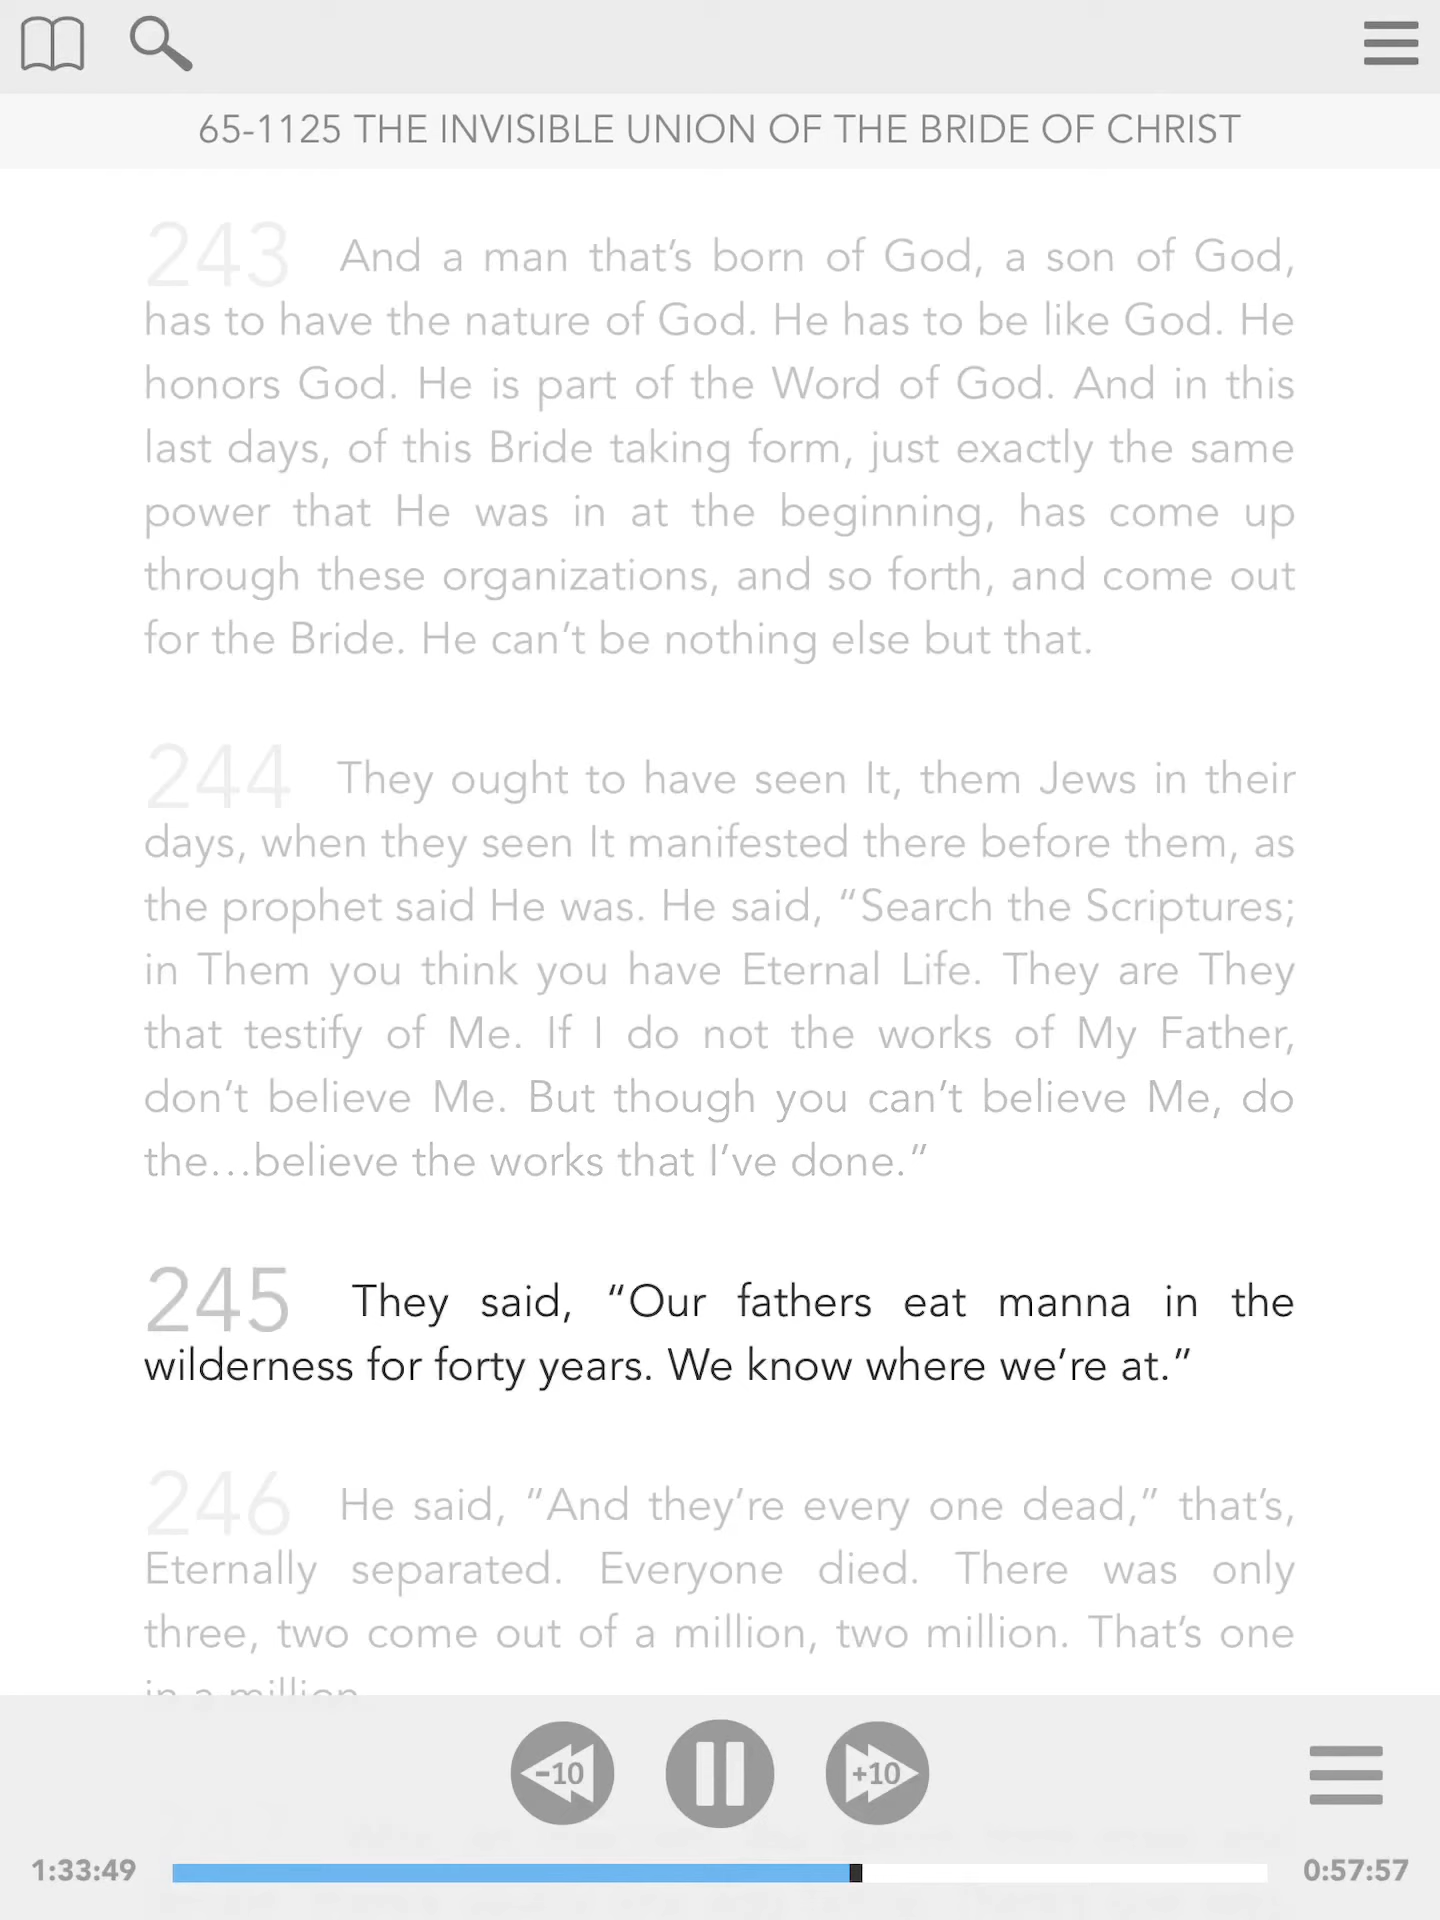 65-1125 THE INVISIBLE UNION OF THE BRIDE OF CHRIST
243 And a man that’s born of God, a son of God,
has to have the nature of God. He has to be like God. He
honors God. He is part of the Word of God. And in this
last days, of this Bride taking form, just exactly the same
power that He was in at the beginning, has come up
through these organizations, and so forth, and come out
for the Bride. He can’t be nothing else but that.
244 They ought to have seen It, them Jews in their
days, when they seen It manifested there before them, as
the prophet said He was. He said, “Search the Scriptures;
in Them you think you have Eternal Life. They are They
that testify of Me. If I do not the works of My Father,
don’t believe Me. But though you can’t believe Me, do
the…believe the works that I’ve done.”
245 They said, “Our fathers eat manna in the
wilderness for forty years. We know where we’re at.”
246 He said, “And they’re every one dead,” that’s,
Eternally separated. Everyone died. There was only
three, two come out of a million, two million. That’s one
in a million
-10
+10
1:33:49
0:57:57